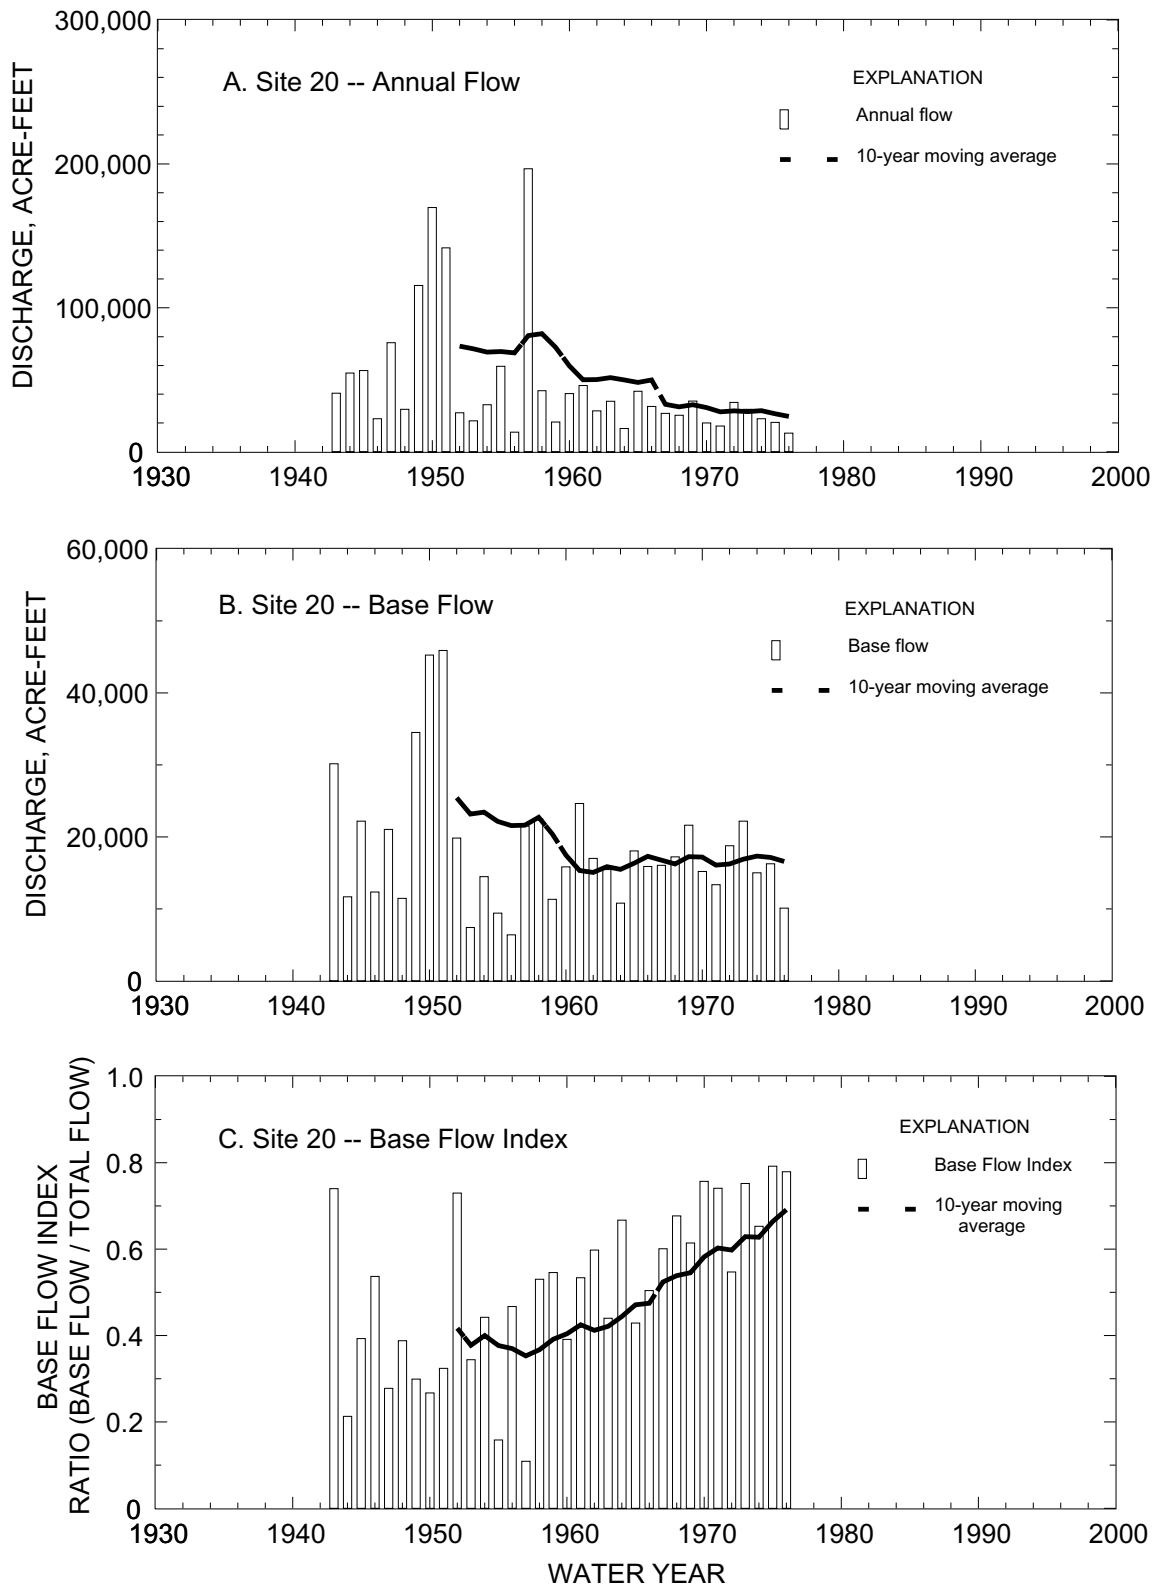 300,000
200,000
100,000
0
DISCHARGE, ACRE-FEET
A. Site 20 -- Annual Flow
EXPLANATION
Annual flow
10-year moving average
1930 1940 1950 1960 1970 1980 1990 2000
60,000
40,000
20,000
0
DISCHARGE, ACRE-FEET
B. Site 20 -- Base Flow
EXPLANATION
Base flow
10-year moving average
1930 1940 1950 1960 1970 1980 1990 2000
1.0
0.8
0.6
0.4
0.2
0
BASE FLOW INDEX
RATIO (BASE FLOW / TOTAL FLOW)
C. Site 20 -- Base Flow Index
EXPLANATION
Base Flow Index
10-year moving
average
1930 1940 1950 1960 1970 1980 1990 2000
WATER YEAR